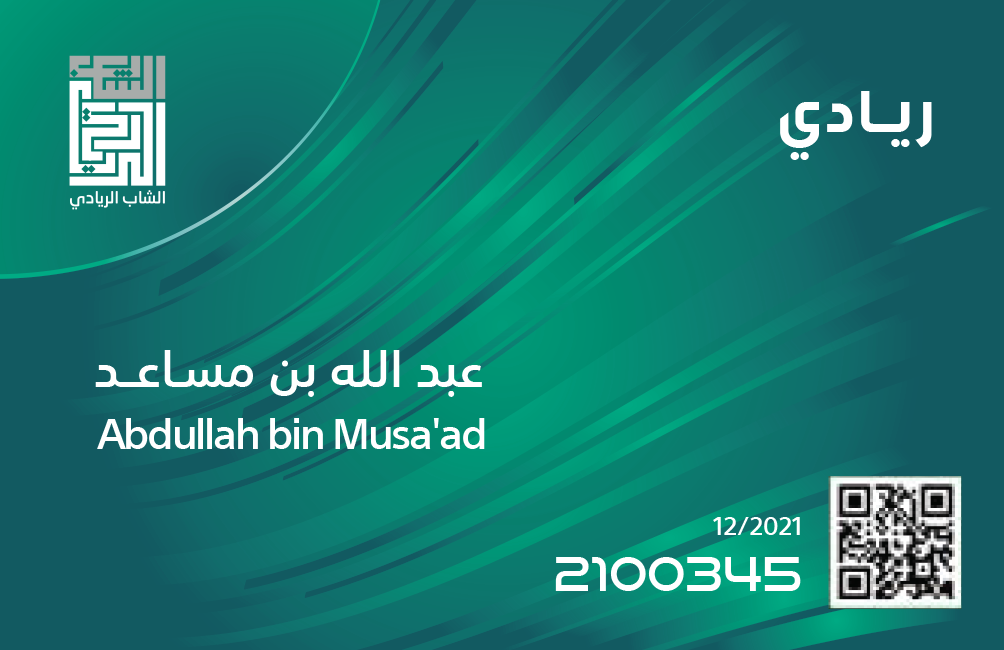 ريـادي
الشاب الريادي
عبد الله بن مساعـد
Abdullah bin Musa'ad
12/2021
2100345